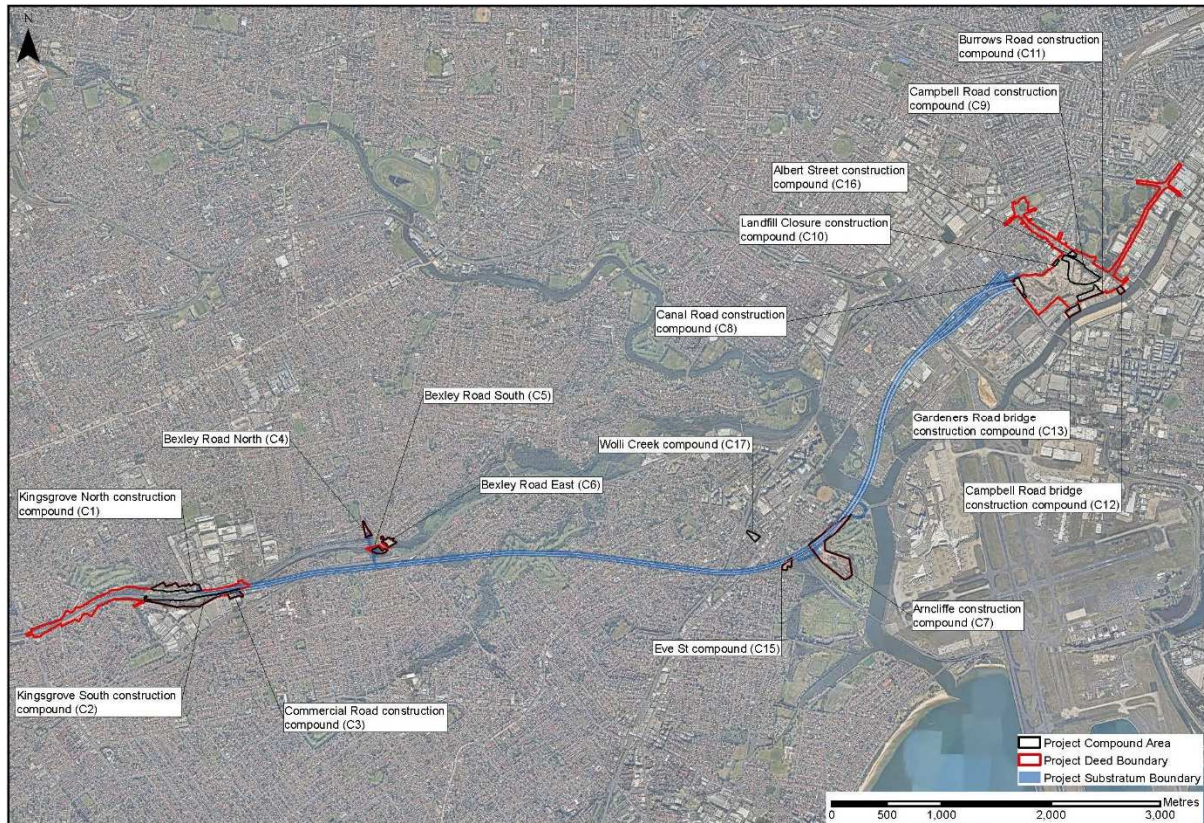 N
Burrows Road construction
compound (C11)
Campbell Road construction
compound (C9)
Albert Street construction
compound (C16)
Landfill Closure construction
compound (C10)
Canal Road construction
compound (C8)
Bexley Road South (C5)
Bexley Road North (C4)
Wolli Creek compound (C17)
Gardeners Road bridge
construction compound (C13)
Bexley Road East (C6)
Kingsgrove North construction
compound (C1)
Campbell Road bridge
construction compound (C12)
Arncliffe construction
compound (C7)
Eve St compound (C15)
Kingsgrove South construction
compound (C2)
Commercial Road construction
compound (C3)
Project Compound Area
Project Deed Boundary
Project Substratum Boundary
Metres
0 500 1,000 2,000 3,000